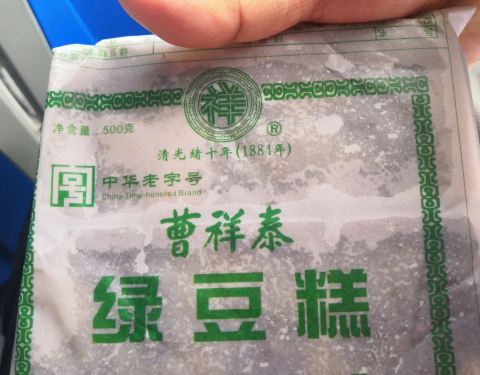 祥
®
净含量：500克
清光绪十年(1884年)
中华老字号
China Time-honored Brand
曹祥泰
绿豆糕